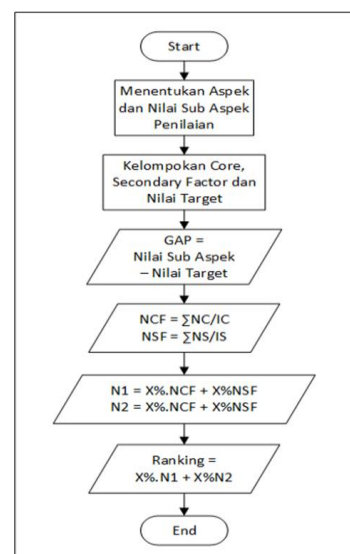 Start
Menentukan Aspek
dan Nilai Sub Aspek
Penilaian
Kelompokan Core,
Secondary Factor dan
Nilai Target
GAP =
Nilai Sub Aspek
– Nilai Target
NCF = ∑NC/IC
NSF = ∑NS/IS
N1 = X%.NCF + X%NSF
N2 = X%.NCF + X%NSF
Ranking =
X%.N1 + X%N2
End